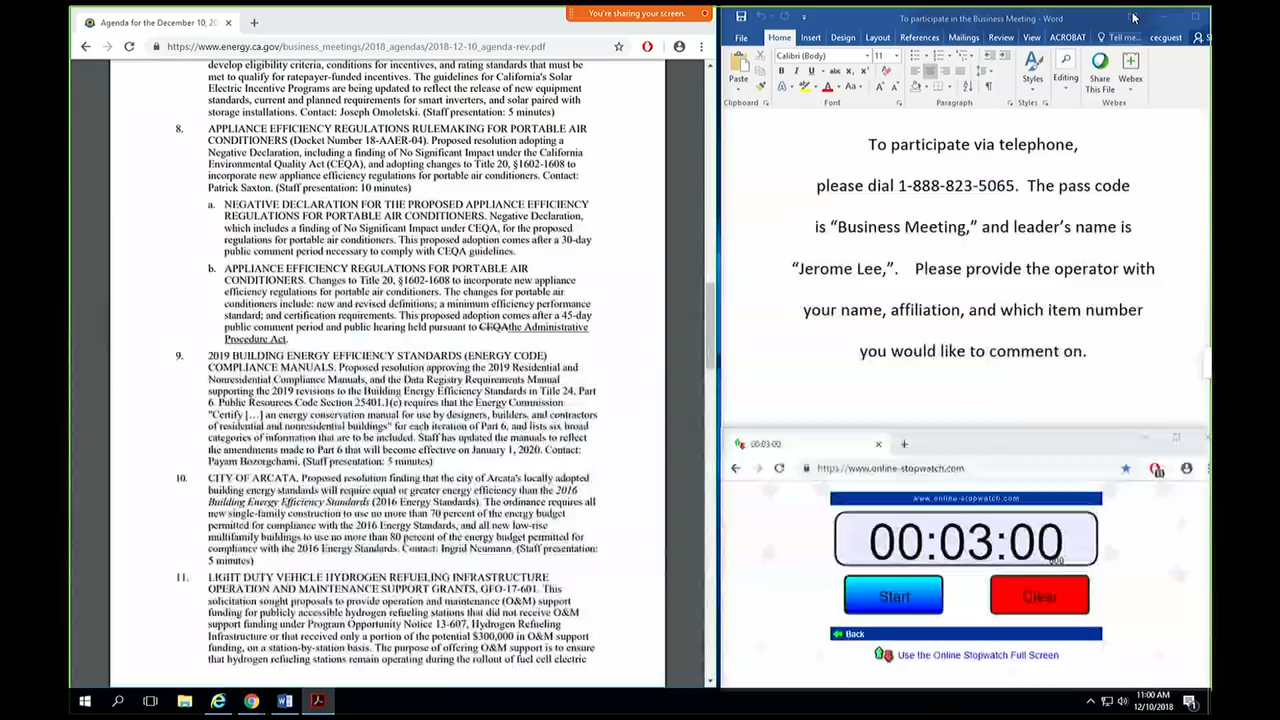 Agenda for the December 10, 20
You're sharing your screen.
https://www.energy.ca.gov/business_meetings/2018_agendas/2018-12-10_agenda-rev.pdf
develop eligibility criteria, conditions for incentives, and rating standards that must be
met to qualify for ratepayer-funded incentives. The guidelines for California's Solar
Electric Incentive Programs are being updated to reflect the release of new equipment
standards, current and planned requirements for smart inverters, and solar paired with
storage installations. Contact: Joseph Omoletski. (Staff presentation: 5 minutes)
8. APPLIANCE EFFICIENCY REGULATIONS RULEMAKING FOR PORTABLE AIR
CONDITIONERS (Docket Number 18-AAER-04). Proposed resolution adopting a
Negative Declaration, including a finding of No Significant Impact under the California
Environmental Quality Act (CEQA), and adopting changes to Title 20, §1602-1608 to
incorporate new appliance efficiency regulations for portable air conditioners. Contact:
Patrick Saxton. (Staff presentation: 10 minutes)
a. NEGATIVE DECLARATION FOR THE PROPOSED APPLIANCE EFFICIENCY
REGULATIONS FOR PORTABLE AIR CONDITIONERS. Negative Declaration,
which includes a finding of No Significant Impact under CEQA, for the proposed
regulations for portable air conditioners. This proposed adoption comes after a 30-day
public comment period necessary to comply with CEQA guidelines.
b. APPLIANCE EFFICIENCY REGULATIONS FOR PORTABLE AIR
CONDITIONERS. Changes to Title 20, §1602-1608 to incorporate new appliance
efficiency regulations for portable air conditioners. The changes for portable air
conditioners include: new and revised definitions; a minimum efficiency performance
standard; and certification requirements. This proposed adoption comes after a 45-day
public comment period and public hearing held pursuant to CEQAthe Administrative
Procedure Act.
9. 2019 BUILDING ENERGY EFFICIENCY STANDARDS (ENERGY CODE)
COMPLIANCE MANUALS. Proposed resolution approving the 2019 Residential and
Nonresidential Compliance Manuals, and the Data Registry Requirements Manual
supporting the 2019 revisions to the Building Energy Efficiency Standards in Title 24, Part
6. Public Resources Code Section 25401.1(e) requires that the Energy Commission
"Certify [...] an energy conservation manual for use by designers, builders, and contractors
of residential and nonresidential buildings" for each iteration of Part 6, and lists six broad
categories of information that are to be included. Staff has updated the manuals to reflect
the amendments made to Part 6 that will become effective on January 1, 2020. Contact:
Payam Bozorgchami. (Staff presentation: 5 minutes)
10. CITY OF ARCATA. Proposed resolution finding that the city of Arcata's locally adopted
building energy standards will require equal or greater energy efficiency than the 2016
Building Energy Efficiency Standards (2016 Energy Standards). The ordinance requires all
new single-family construction to use no more than 70 percent of the energy budget
permitted for compliance with the 2016 Energy Standards, and all new low-rise
multifamily buildings to use no more than 80 percent of the energy budget permitted for
compliance with the 2016 Energy Standards. Contact: Ingrid Neumann. (Staff presentation:
5 minutes)
11. LIGHT DUTY VEHICLE HYDROGEN REFUELING INFRASTRUCTURE
OPERATION AND MAINTENANCE SUPPORT GRANTS, GFO-17-601. This
solicitation sought proposals to provide operation and maintenance (O&M) support
funding for publicly accessible hydrogen refueling stations that did not receive O&M
support funding under Program Opportunity Notice 13-607, Hydrogen Refueling
Infrastructure or that received only a portion of the potential $300,000 in O&M support
funding, on a station-by-station basis. The purpose of offering O&M support is to ensure
that hydrogen refueling stations remain operating during the rollout of fuel cell electric
To participate in the Business Meeting - Word
File Home Insert Design Layout References Mailings Review View ACROBAT Tell me... cecguest
Calibri (Body) 11
Paste Styles Editing Share This File Webex
Clipboard Font Paragraph Styles Webex
To participate via telephone,
please dial 1-888-823-5065. The pass code
is “Business Meeting,” and leader’s name is
“Jerome Lee,”. Please provide the operator with
your name, affiliation, and which item number
you would like to comment on.
00:03:00
https://www.online-stopwatch.com
www.online-stopwatch.com
00:03:00
000
Start Clear
Back
Use the Online Stopwatch Full Screen
11:00 AM
12/10/2018